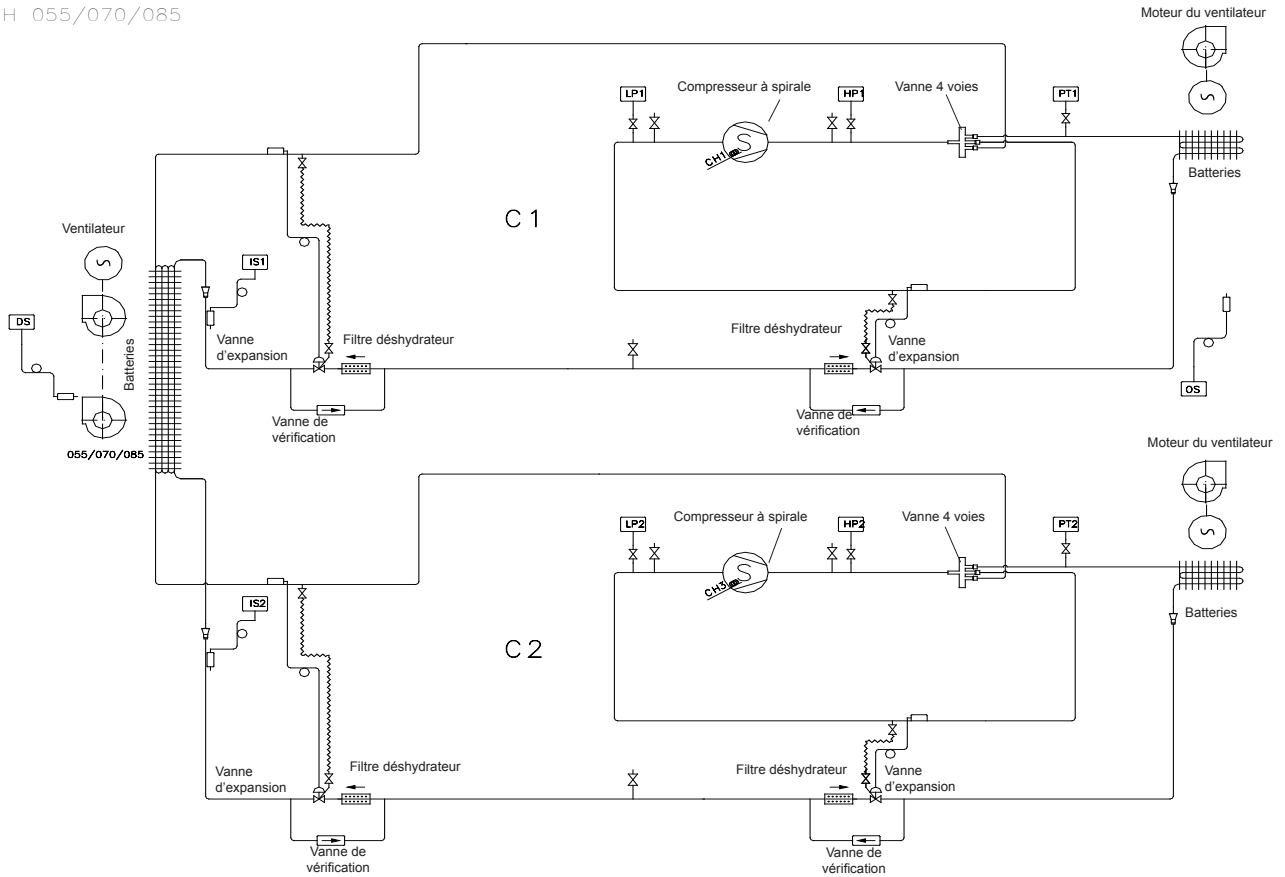 H 055/070/085
Moteur du ventilateur
Compresseur à spirale
Vanne 4 voies
LP1
HP1
PT1
CH1
Batteries
C 1
Ventilateur
IS1
DS
Batteries
Vanne
d'expansion
Filtre déshydrateur
Filtre déshydrateur
Vanne
d'expansion
OS
Vanne de
vérification
Vanne de
vérification
055/070/085
Moteur du ventilateur
Compresseur à spirale
Vanne 4 voies
LP2
HP2
PT2
CH3
Batteries
IS2
C 2
Vanne
d'expansion
Filtre déshydrateur
Filtre déshydrateur
Vanne
d'expansion
Vanne de
vérification
Vanne de
vérification